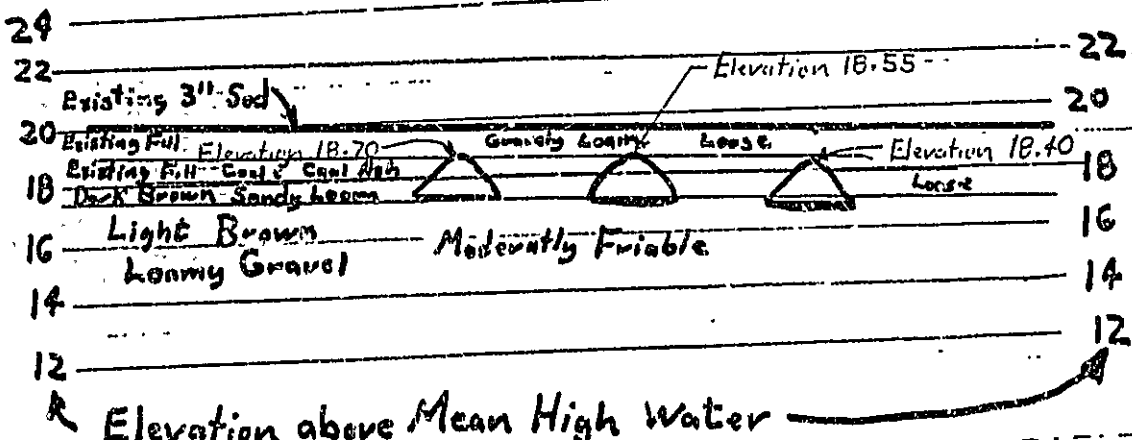 24
22 22
Elevation 18.55
Existing 3" Sod
20 20
Existing Fill Gravely Loamy Loose
Elevation 18.70 Elevation 18.40
Existing Fill Coal & Coal Ash 18
18 Dark Brown Sandy Loam Loose
Light Brown 16
16 Moderatly Friable
Loamy Gravel
14 14
12 12
Elevation above Mean High Water